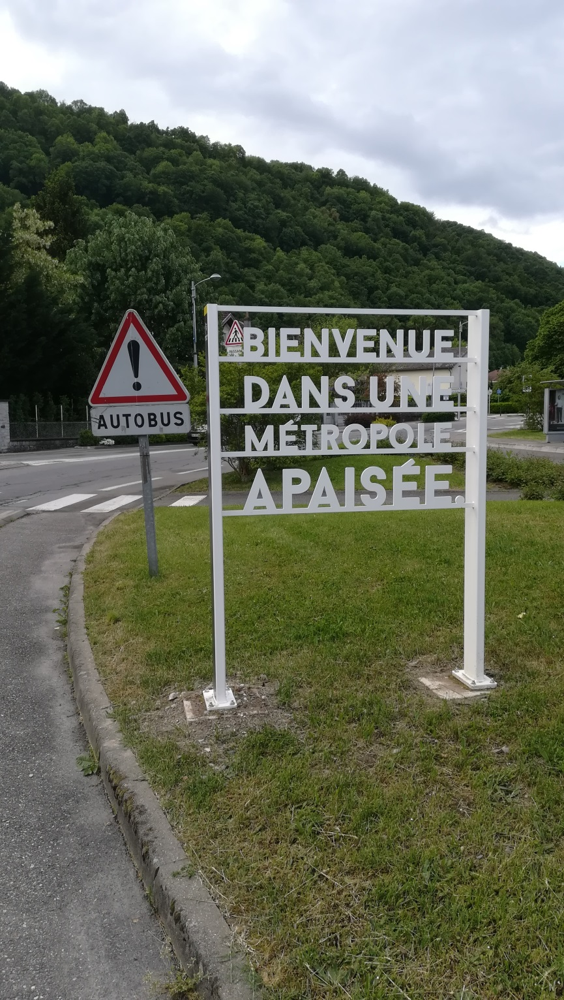 BIENVENUE
DANS UNE
MÉTROPOLE
APAISÉE.
AUTOBUS